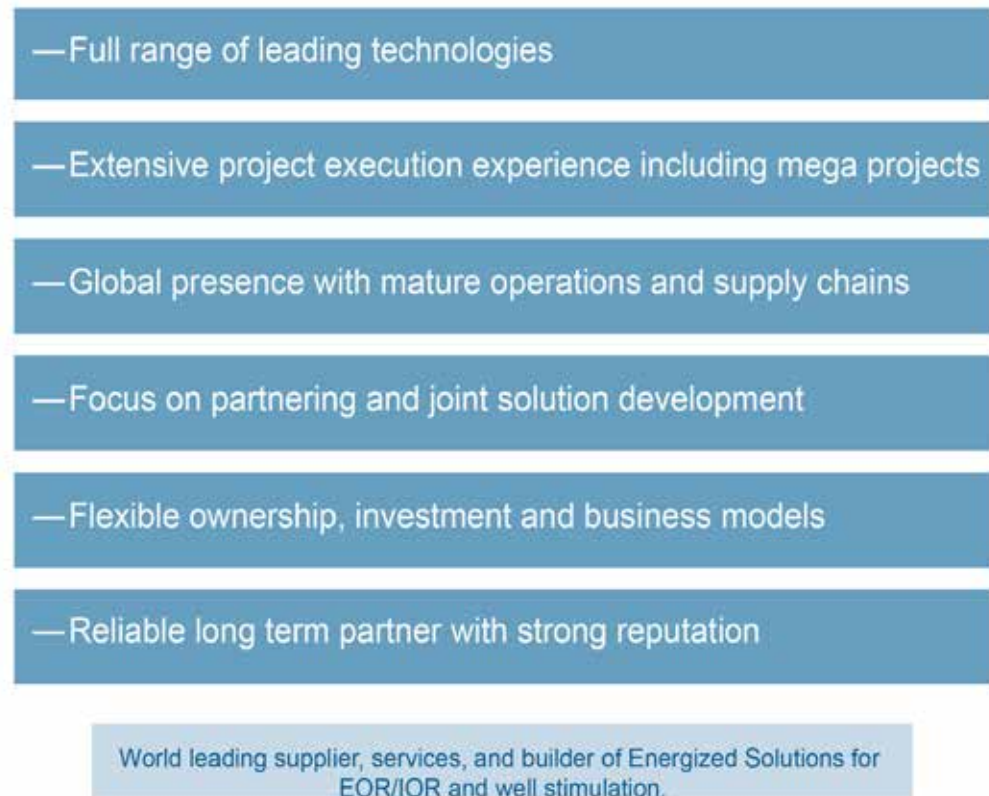 —Full range of leading technologies
—Extensive project execution experience including mega projects
—Global presence with mature operations and supply chains
—Focus on partnering and joint solution development
—Flexible ownership, investment and business models
—Reliable long term partner with strong reputation
World leading supplier, services, and builder of Energized Solutions for
EOR/IOR and well stimulation.